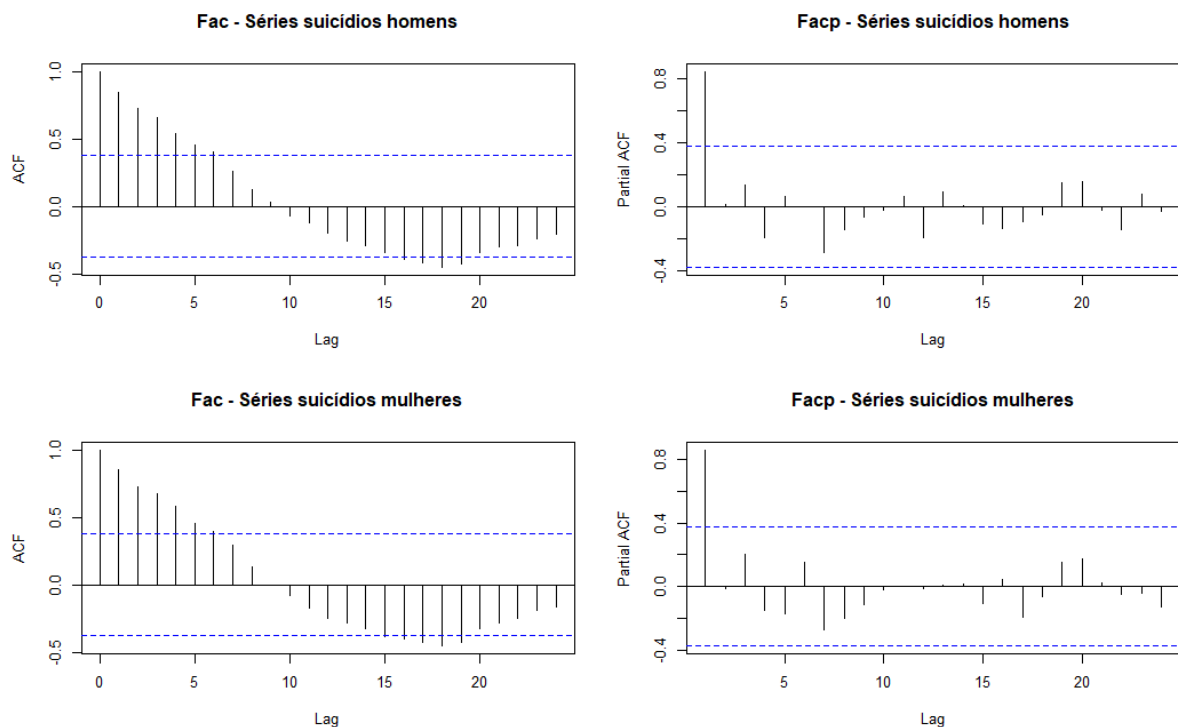 Fac - Séries suicídios homens
ACF
1.0
0.5
0.0
-0.5
0 5 10 15 20
Lag
Facp - Séries suicídios homens
Partial ACF
0.8
0.4
0.0
-0.4
5 10 15 20
Lag
Fac - Séries suicídios mulheres
ACF
1.0
0.5
0.0
-0.5
0 5 10 15 20
Lag
Facp - Séries suicídios mulheres
Partial ACF
0.8
0.4
0.0
-0.4
5 10 15 20
Lag